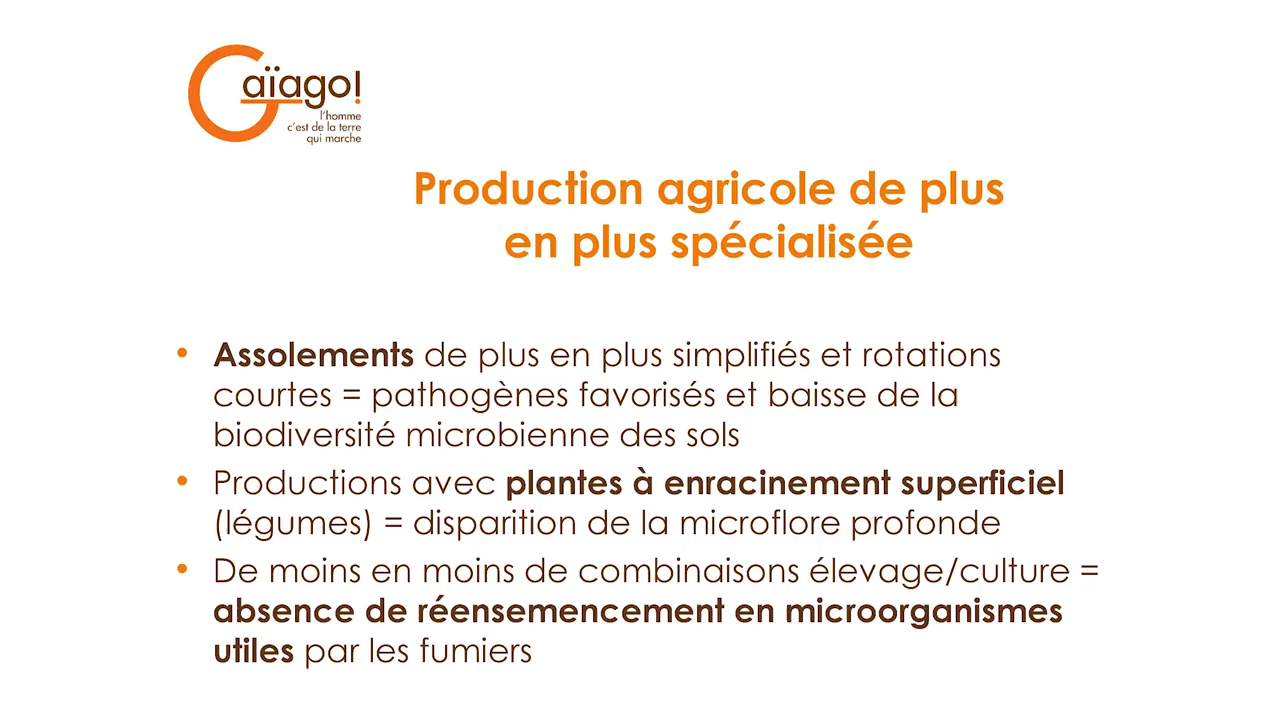 Gaïago!
l'homme
c'est de la terre
qui marche
Production agricole de plus
en plus spécialisée
• Assolements de plus en plus simplifiés et rotations
courtes = pathogènes favorisés et baisse de la
biodiversité microbienne des sols
• Productions avec plantes à enracinement superficiel
(légumes) = disparition de la microflore profonde
• De moins en moins de combinaisons élevage/culture =
absence de réensemencement en microorganismes
utiles par les fumiers